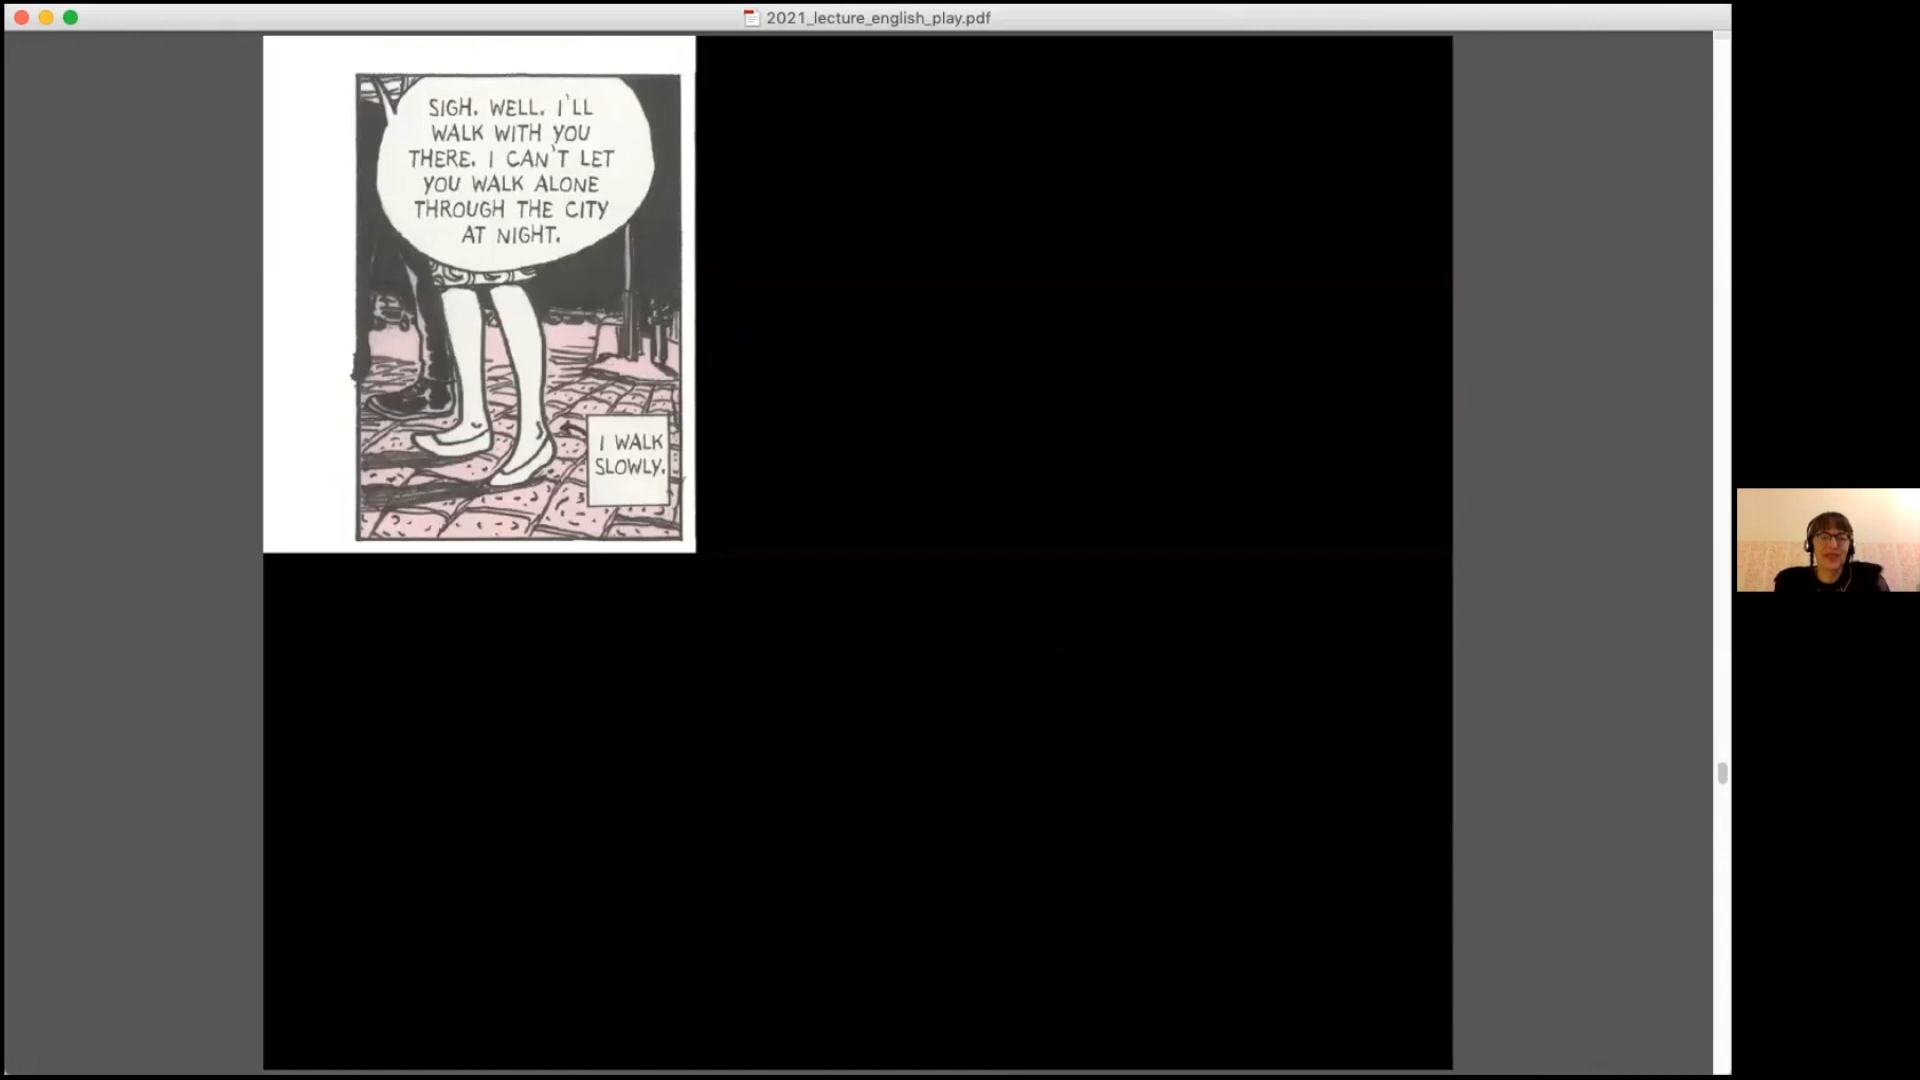 2021_lecture_english_play.pdf
SIGH. WELL. I'LL
WALK WITH YOU
THERE. I CAN'T LET
YOU WALK ALONE
THROUGH THE CITY
AT NIGHT.
I WALK
SLOWLY.